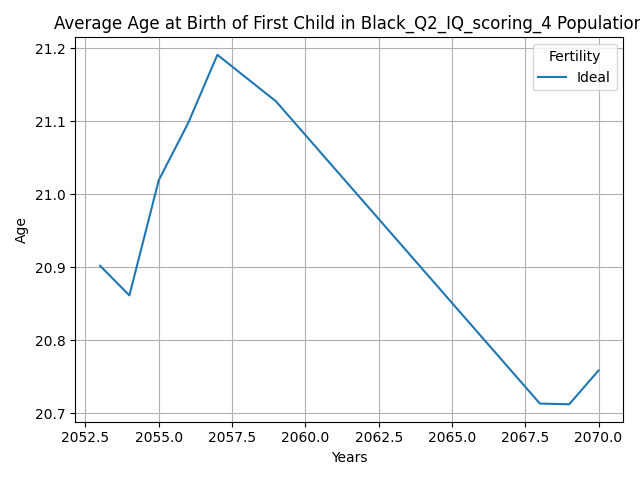 Average Age at Birth of First Child in Black_Q2_IQ_scoring_4 Population
21.2
21.1
21.0
20.9
20.8
20.7
Age
Fertility
Ideal
2052.5 2055.0 2057.5 2060.0 2062.5 2065.0 2067.5 2070.0
Years